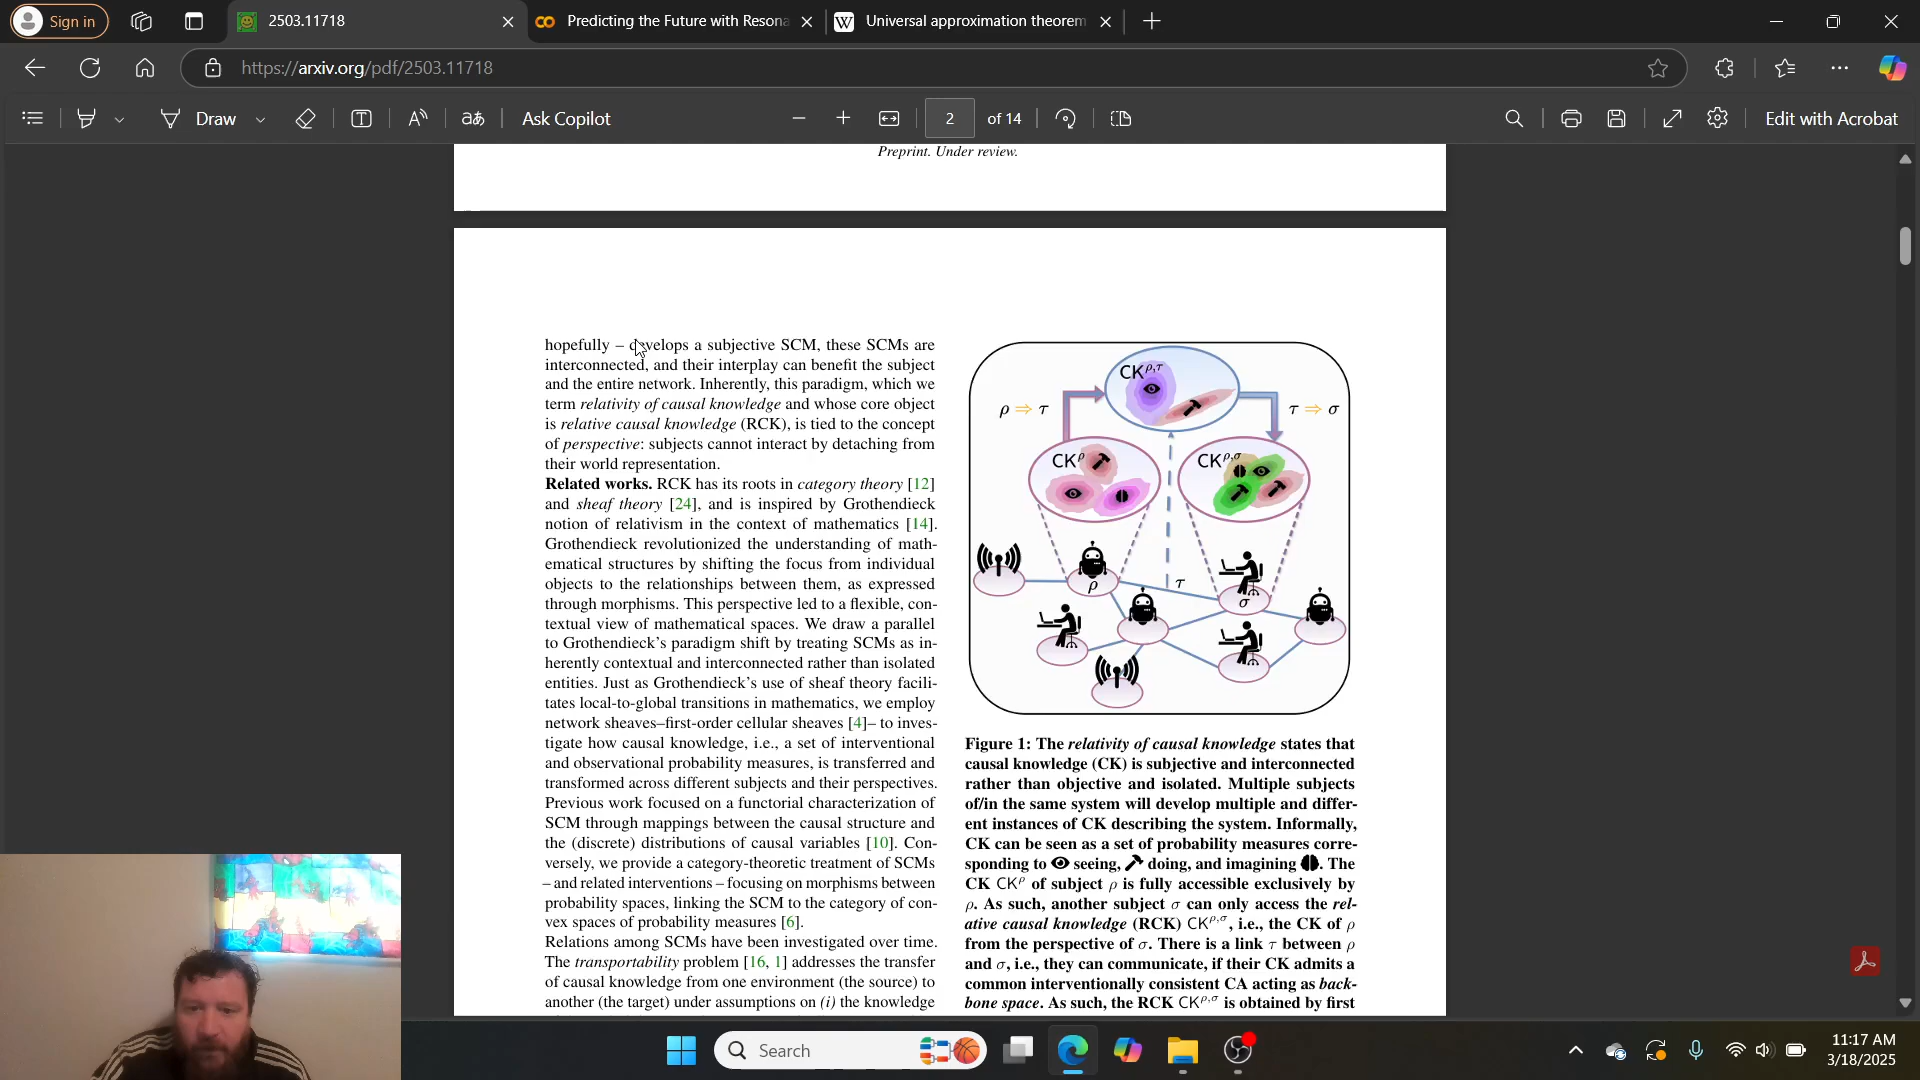 Sign in
2503.11718
Predicting the Future with Resona
Universal approximation theorem
https://arxiv.org/pdf/2503.11718
Draw
aあ
Ask Copilot
2
of 14
Edit with Acrobat
Preprint. Under review.
hopefully – develops a subjective SCM, these SCMs are
interconnected, and their interplay can benefit the subject
and the entire network. Inherently, this paradigm, which we
term relativity of causal knowledge and whose core object
is relative causal knowledge (RCK), is tied to the concept
of perspective: subjects cannot interact by detaching from
their world representation.
Related works. RCK has its roots in category theory [12]
and sheaf theory [24], and is inspired by Grothendieck
notion of relativism in the context of mathematics [14].
Grothendieck revolutionized the understanding of math-
ematical structures by shifting the focus from individual
objects to the relationships between them, as expressed
through morphisms. This perspective led to a flexible, con-
textual view of mathematical spaces. We draw a parallel
to Grothendieck's paradigm shift by treating SCMs as in-
herently contextual and interconnected rather than isolated
entities. Just as Grothendieck's use of sheaf theory facili-
tates local-to-global transitions in mathematics, we employ
network sheaves–first-order cellular sheaves [4]– to inves-
tigate how causal knowledge, i.e., a set of interventional
and observational probability measures, is transferred and
transformed across different subjects and their perspectives.
Previous work focused on a functorial characterization of
SCM through mappings between the causal structure and
the (discrete) distributions of causal variables [10]. Con-
versely, we provide a category-theoretic treatment of SCMs
– and related interventions – focusing on morphisms between
probability spaces, linking the SCM to the category of con-
vex spaces of probability measures [6].
Relations among SCMs have been investigated over time.
The transportability problem [16, 1] addresses the transfer
of causal knowledge from one environment (the source) to
another (the target) under assumptions on (i) the knowledge
CK^ρ,τ
ρ ⇒ τ
τ ⇒ σ
CK^ρ
CK^ρ,σ
ρ
τ
σ
Figure 1: The relativity of causal knowledge states that
causal knowledge (CK) is subjective and interconnected
rather than objective and isolated. Multiple subjects
of/in the same system will develop multiple and differ-
ent instances of CK describing the system. Informally,
CK can be seen as a set of probability measures corre-
sponding to seeing, doing, and imagining. The
CK CK^ρ of subject ρ is fully accessible exclusively by
ρ. As such, another subject σ can only access the rel-
ative causal knowledge (RCK) CK^ρ,σ, i.e., the CK of ρ
from the perspective of σ. There is a link τ between ρ
and σ, i.e., they can communicate, if their CK admits a
common interventionally consistent CA acting as back-
bone space. As such, the RCK CK^ρ,σ is obtained by first
Search
11:17 AM
3/18/2025